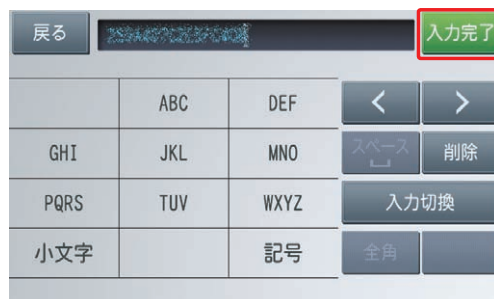 戻る 入力完了
ABC DEF < >
GHI JKL MNO スペース 削除
PQRS TUV WXYZ 入力切換
小文字 記号 全角